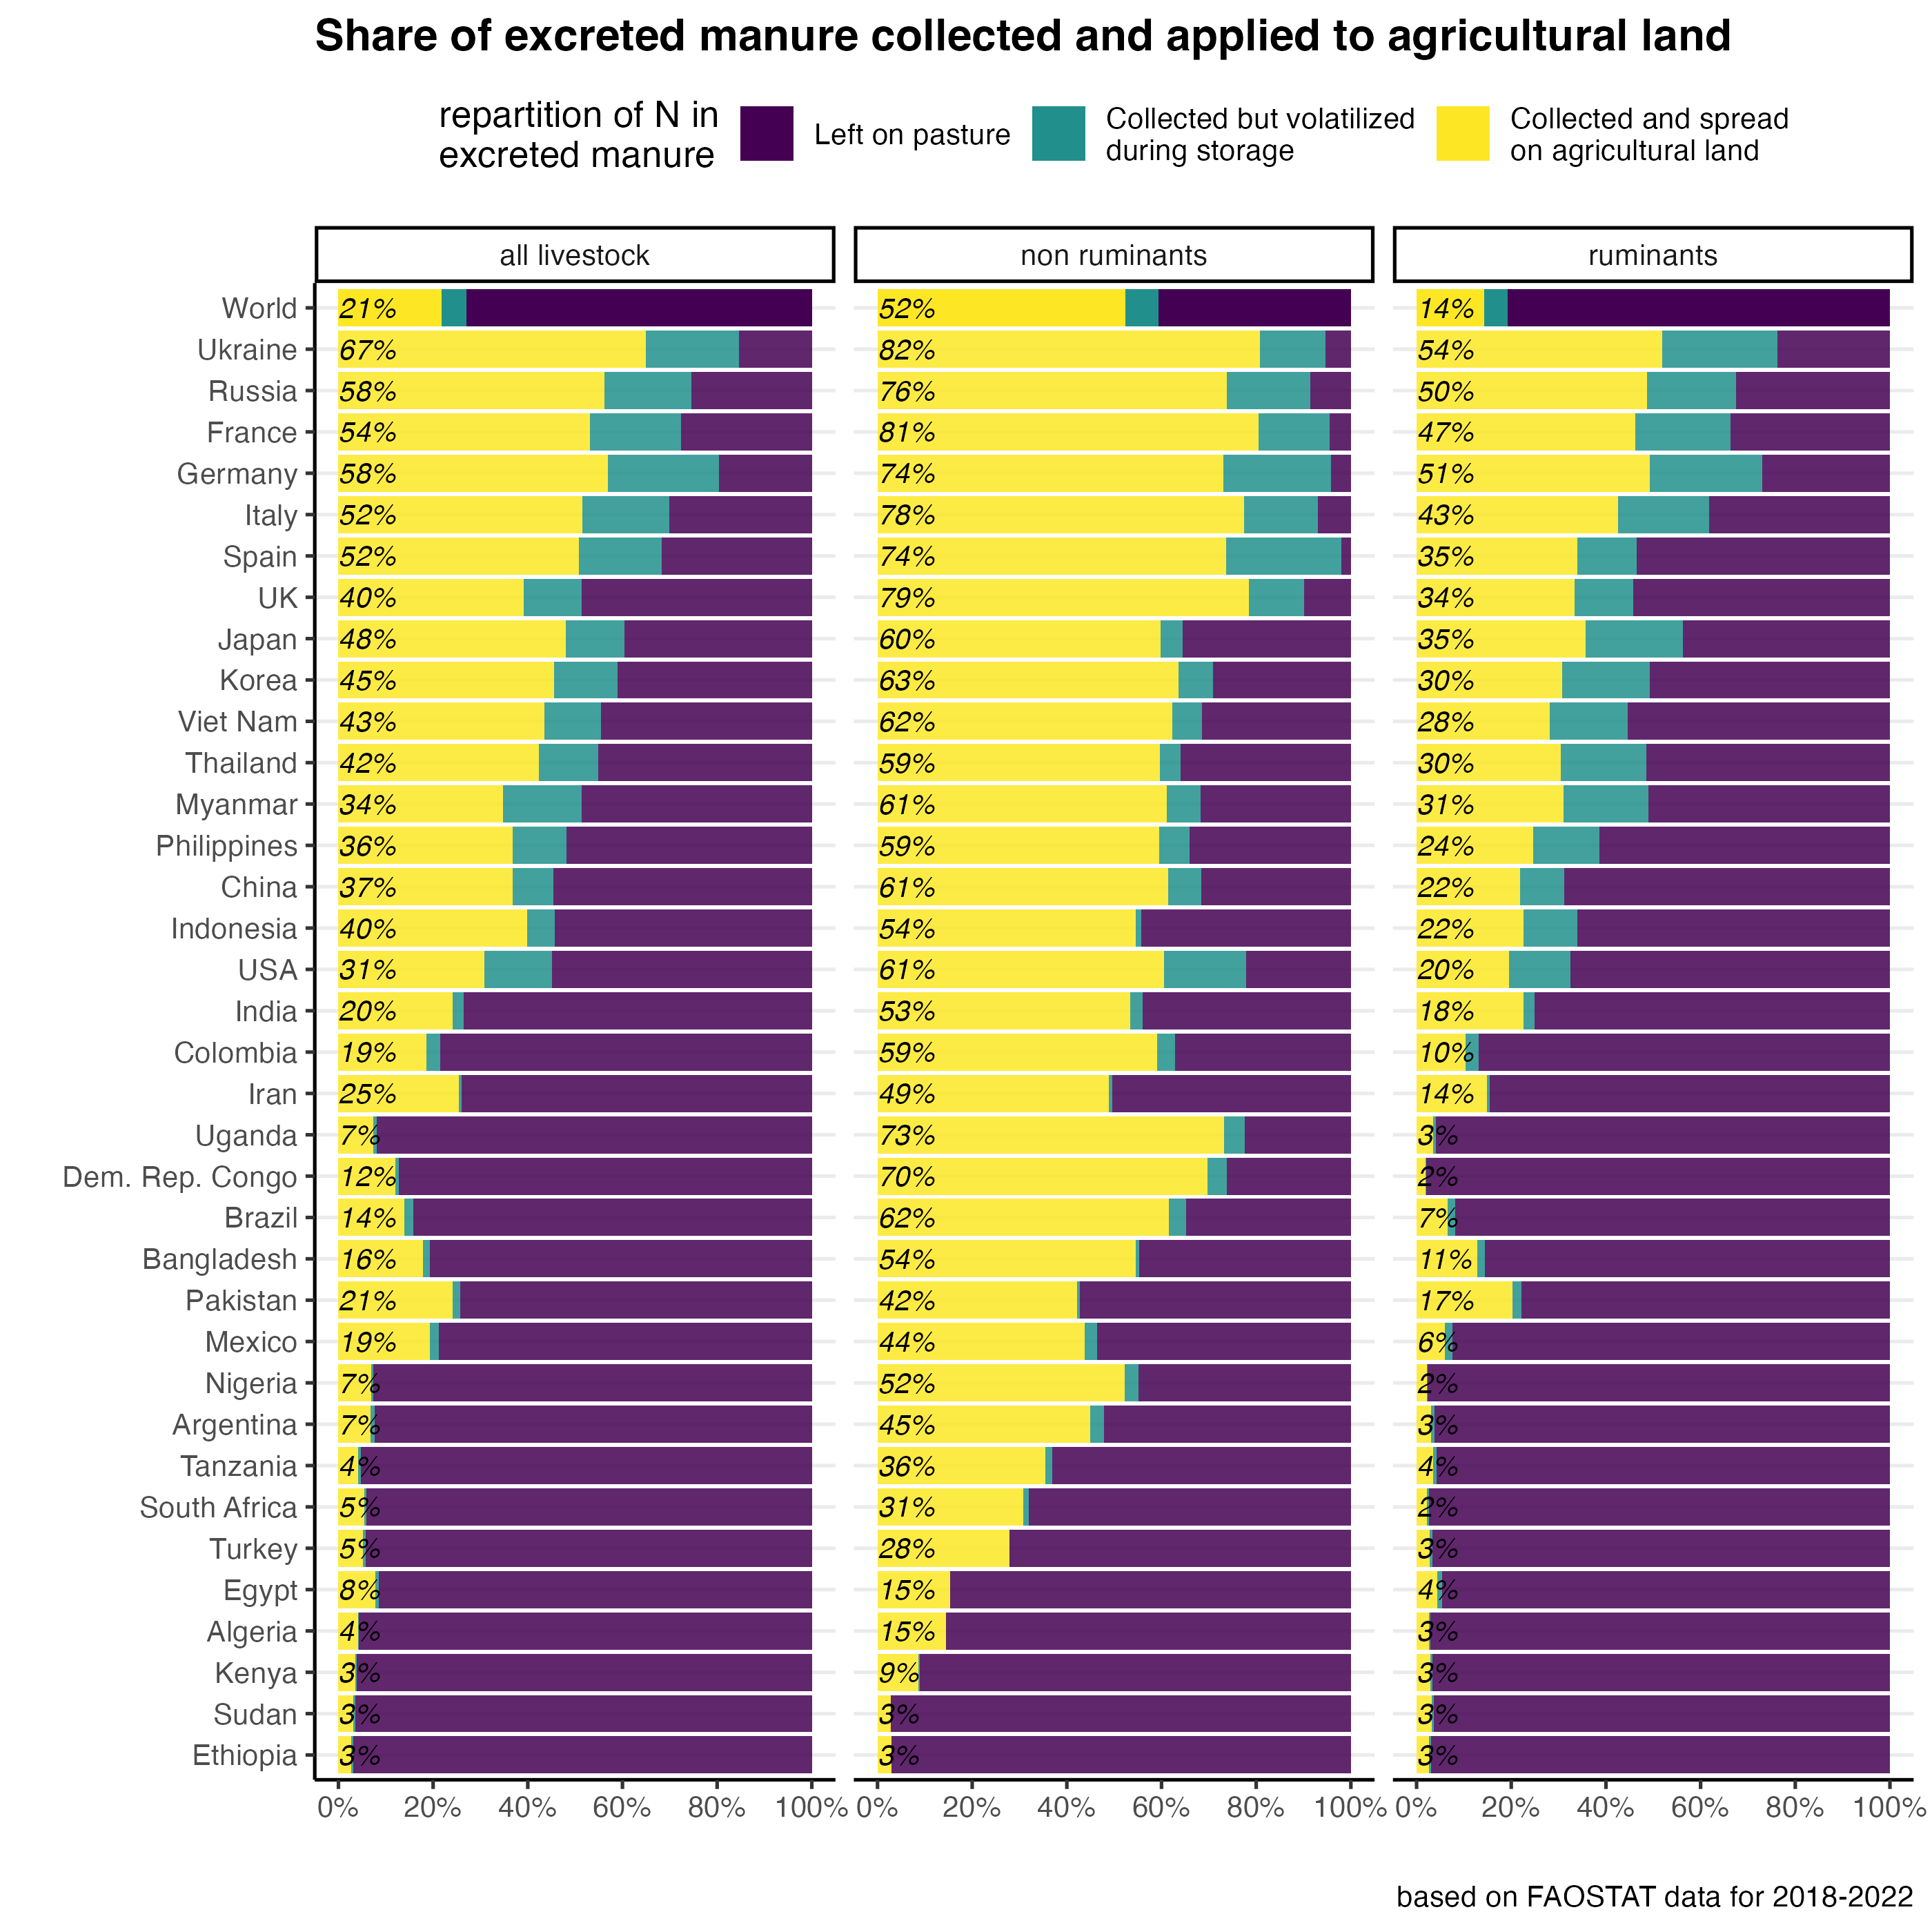 Share of excreted manure collected and applied to agricultural land
repartition of N in
excreted manure
Left on pasture
Collected but volatilized
during storage
Collected and spread
on agricultural land
all livestock non ruminants ruminants
World 21% 52% 14%
Ukraine 67% 82% 54%
Russia 58% 76% 50%
France 54% 81% 47%
Germany 58% 74% 51%
Italy 52% 78% 43%
Spain 52% 74% 35%
UK 40% 79% 34%
Japan 48% 60% 35%
Korea 45% 63% 30%
Viet Nam 43% 62% 28%
Thailand 42% 59% 30%
Myanmar 34% 61% 31%
Philippines 36% 59% 24%
China 37% 61% 22%
Indonesia 40% 54% 22%
USA 31% 61% 20%
India 20% 53% 18%
Colombia 19% 59% 10%
Iran 25% 49% 14%
Uganda 7% 73% 3%
Dem. Rep. Congo 12% 70% 2%
Brazil 14% 62% 7%
Bangladesh 16% 54% 11%
Pakistan 21% 42% 17%
Mexico 19% 44% 6%
Nigeria 7% 52% 2%
Argentina 7% 45% 3%
Tanzania 4% 36% 4%
South Africa 5% 31% 2%
Turkey 5% 28% 3%
Egypt 8% 15% 4%
Algeria 4% 15% 3%
Kenya 3% 9% 3%
Sudan 3% 3% 3%
Ethiopia 3% 3% 3%
0% 20% 40% 60% 80% 100% 0% 20% 40% 60% 80% 100% 0% 20% 40% 60% 80% 100%
based on FAOSTAT data for 2018-2022